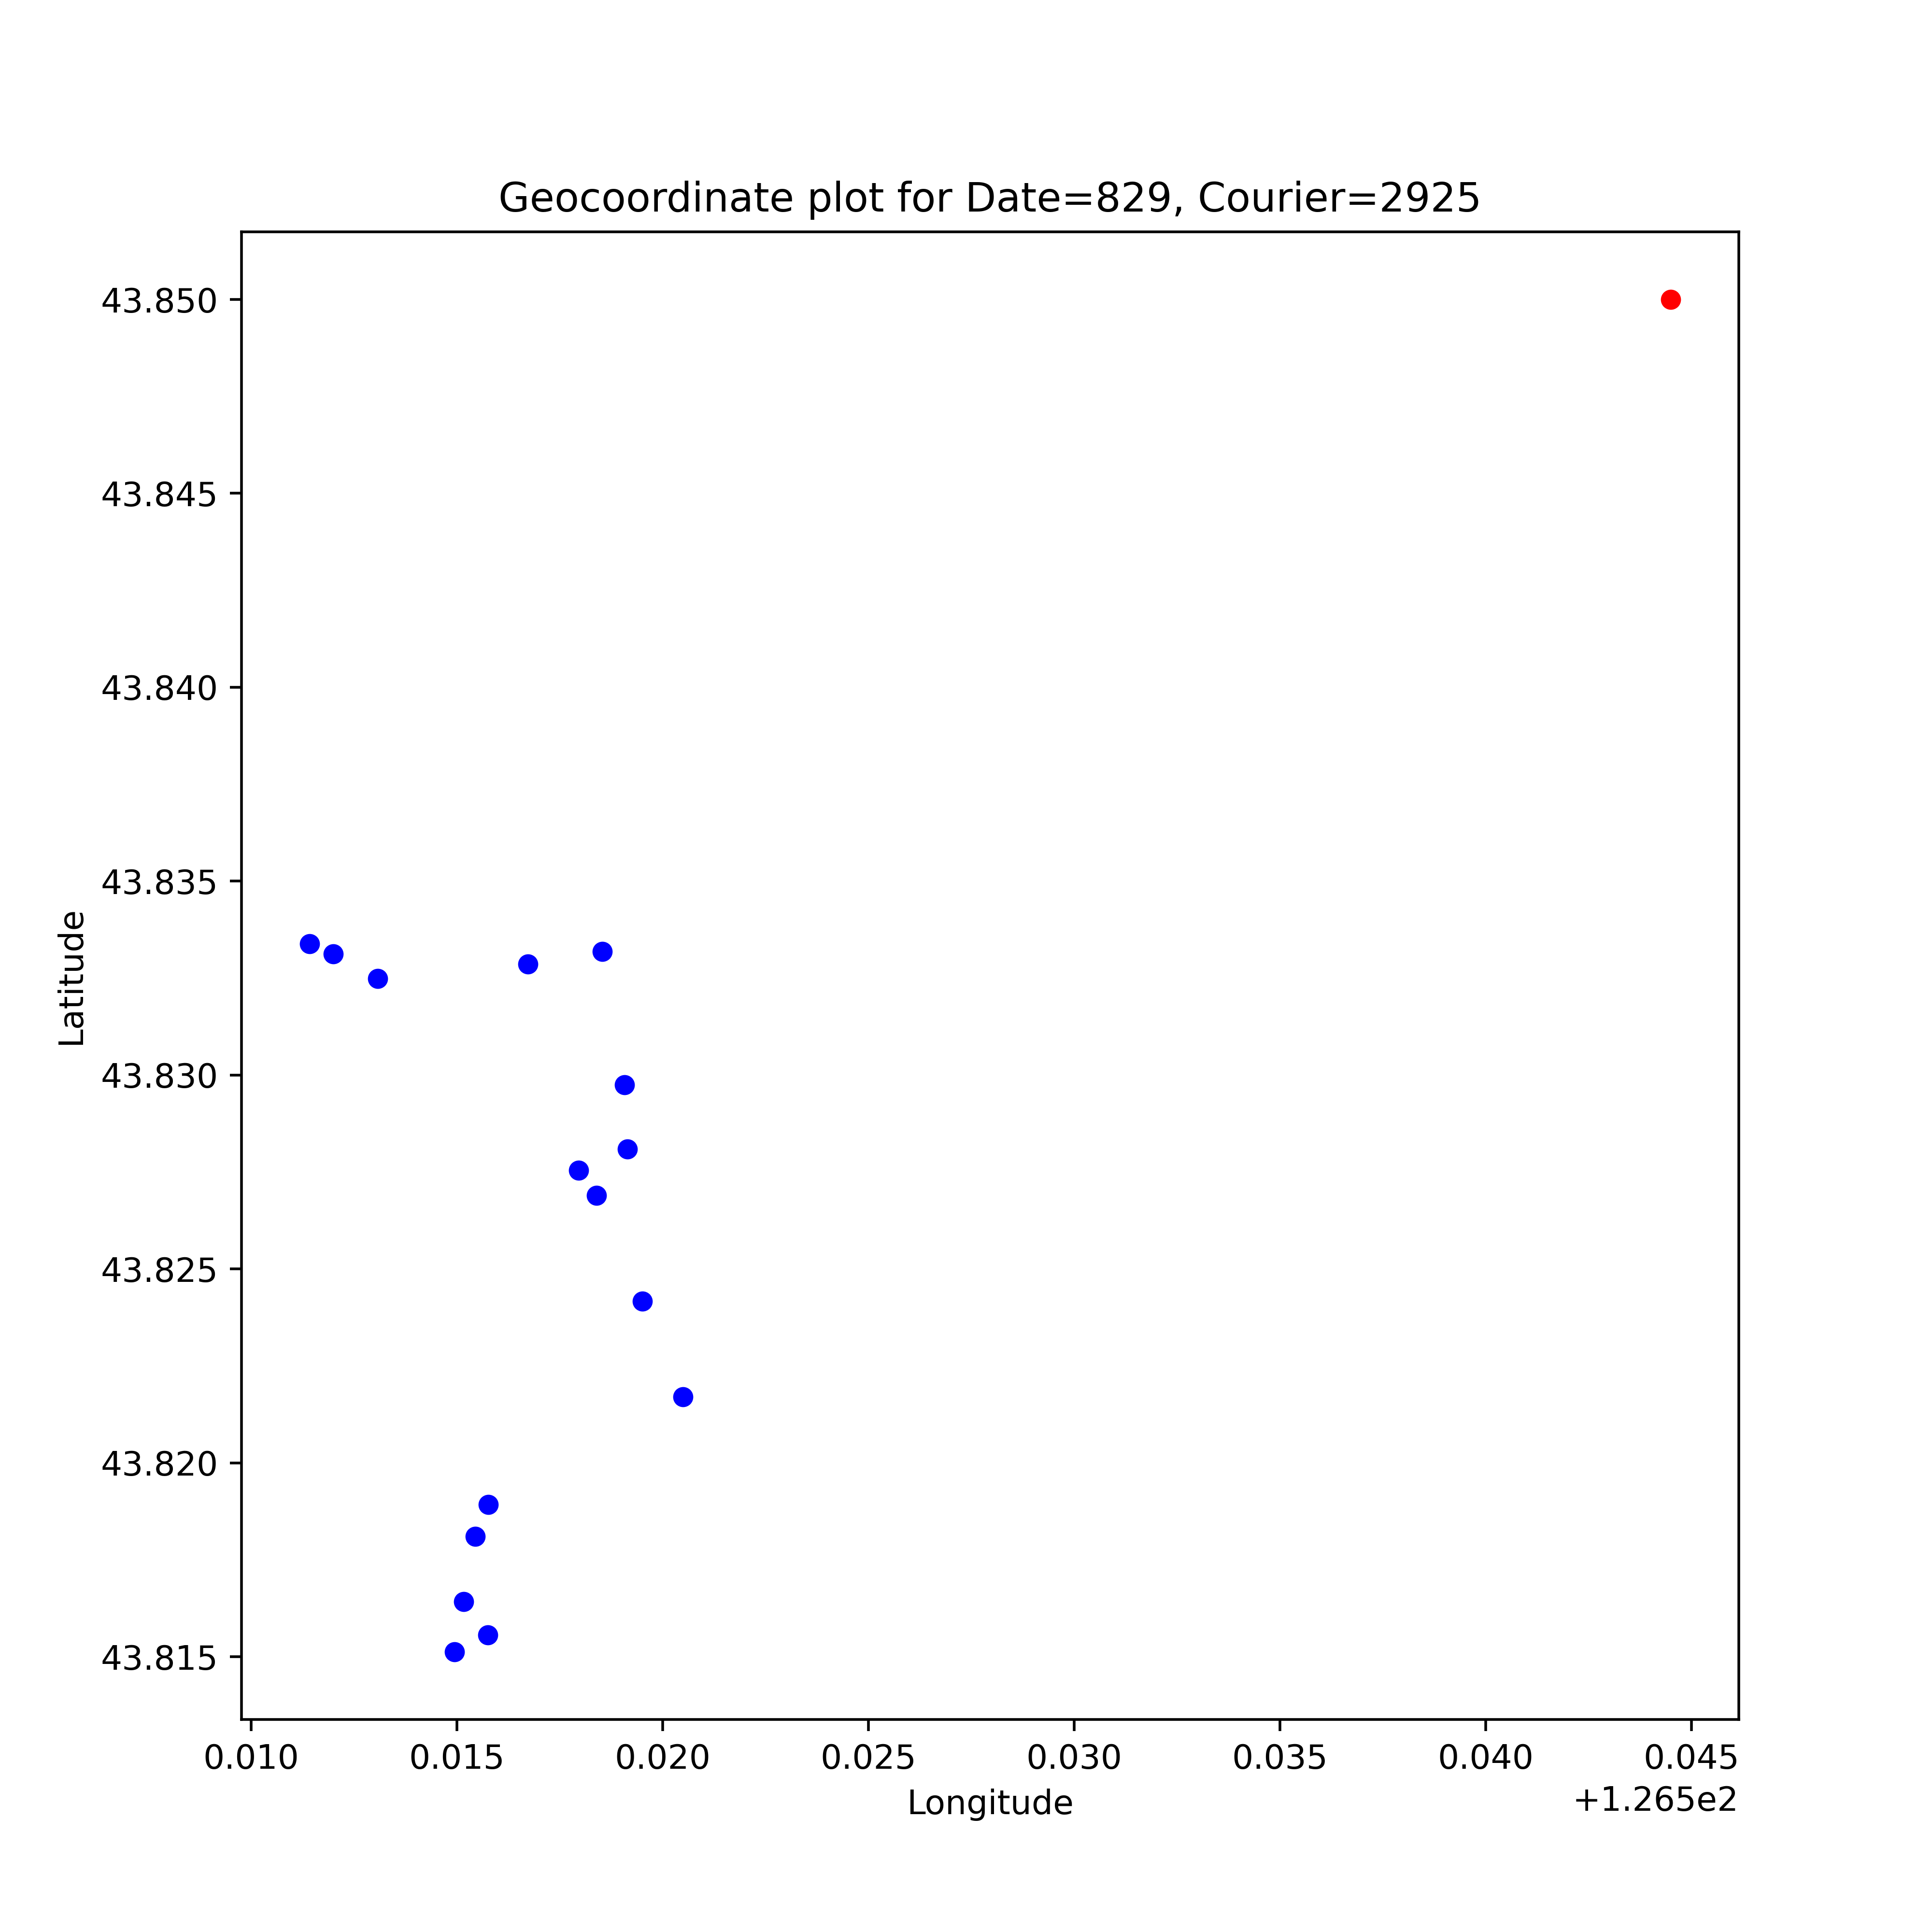 Geocoordinate plot for Date=829, Courier=2925
43.850
43.845
43.840
43.835
43.830
43.825
43.820
43.815
Latitude
0.010 0.015 0.020 0.025 0.030 0.035 0.040 0.045
+1.265e2
Longitude